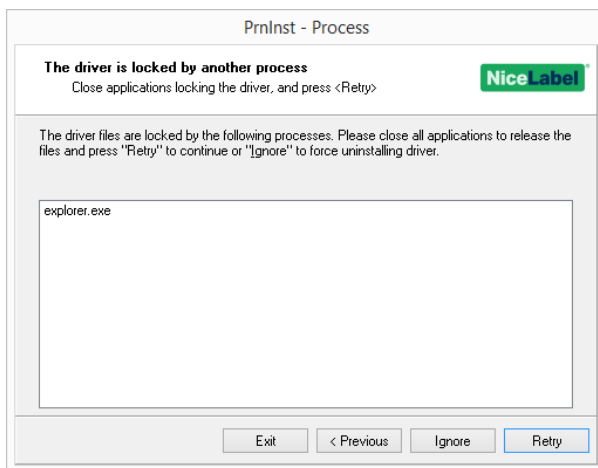 PrnInst - Process
The driver is locked by another process
Close applications locking the driver, and press <Retry>
NiceLabel
The driver files are locked by the following processes. Please close all applications to release the
files and press "Retry" to continue or "Ignore" to force uninstalling driver.
explorer.exe
Exit
< Previous
Ignore
Retry